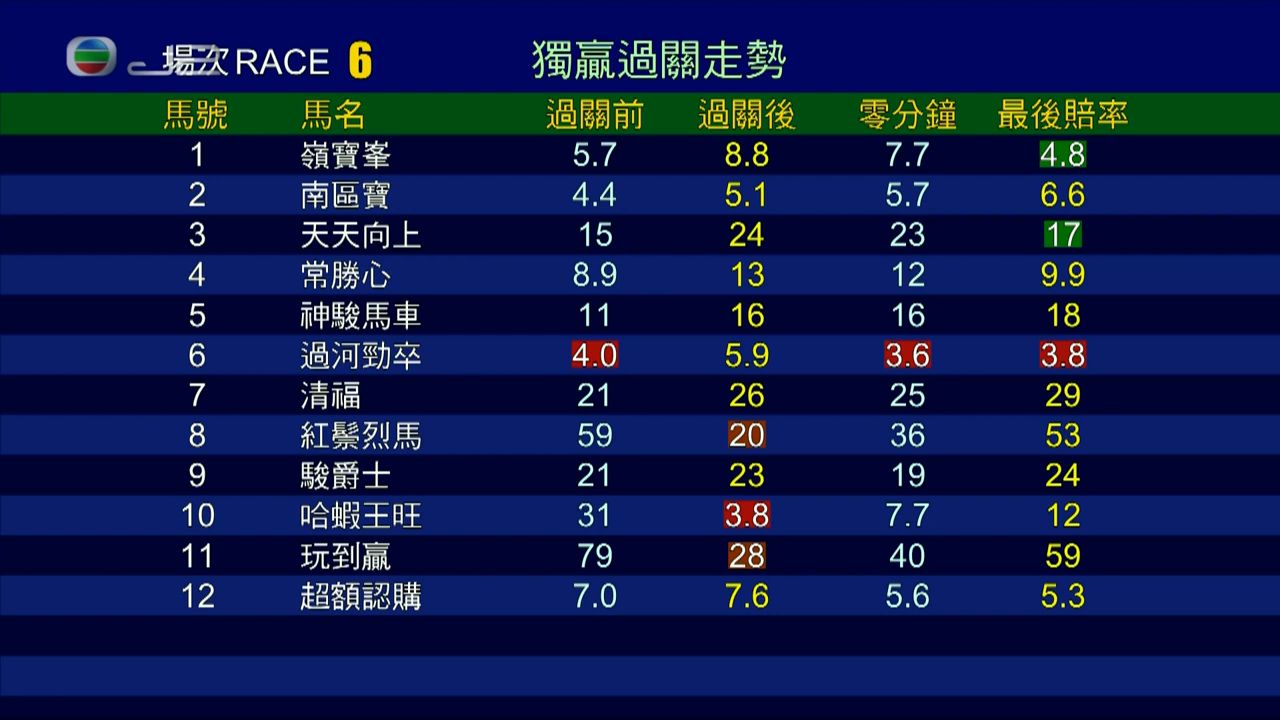 場次 RACE 6 獨贏過關走勢
馬號 馬名 過關前 過關後 零分鐘 最後賠率
1 嶺寶峯 5.7 8.8 7.7 4.8
2 南區寶 4.4 5.1 5.7 6.6
3 天天向上 15 24 23 17
4 常勝心 8.9 13 12 9.9
5 神駿馬車 11 16 16 18
6 過河勁卒 4.0 5.9 3.6 3.8
7 清福 21 26 25 29
8 紅鬃烈馬 59 20 36 53
9 駿爵士 21 23 19 24
10 哈蝦王旺 31 3.8 7.7 12
11 玩到贏 79 28 40 59
12 超額認購 7.0 7.6 5.6 5.3